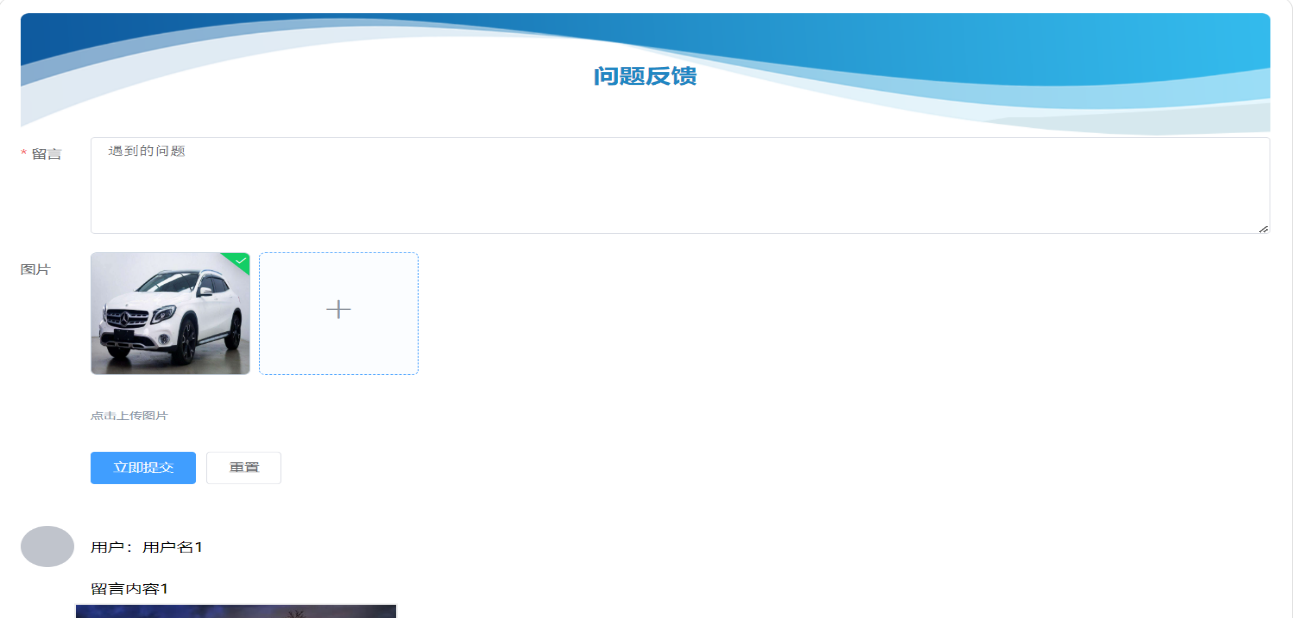 问题反馈
* 留言
遇到的问题
图片
点击上传图片
立即提交
重置
用户：用户名1
留言内容1